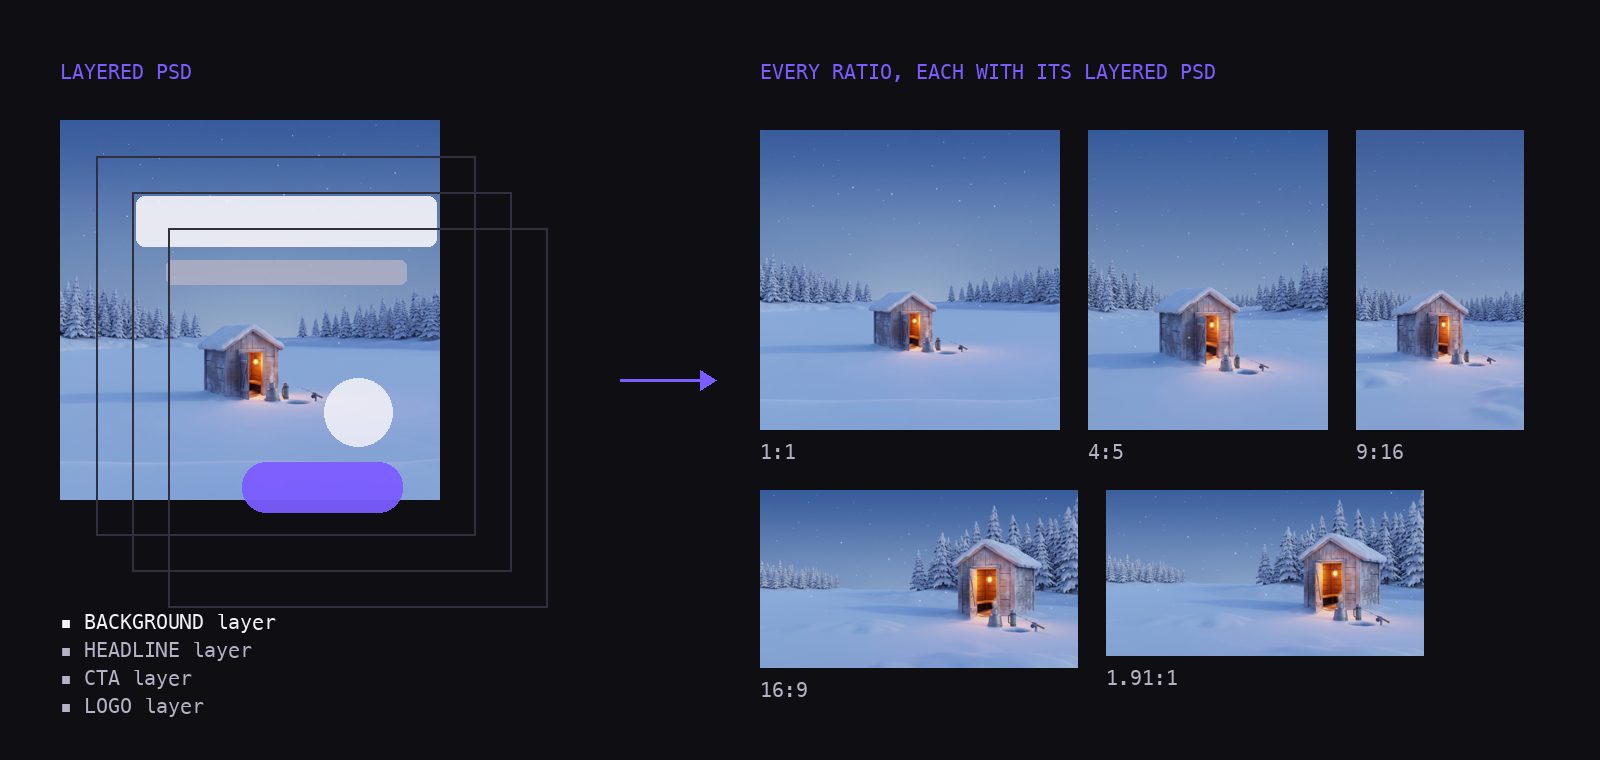 LAYERED PSD
BACKGROUND layer
HEADLINE layer
CTA layer
LOGO layer
EVERY RATIO, EACH WITH ITS LAYERED PSD
1:1
4:5
9:16
16:9
1.91:1